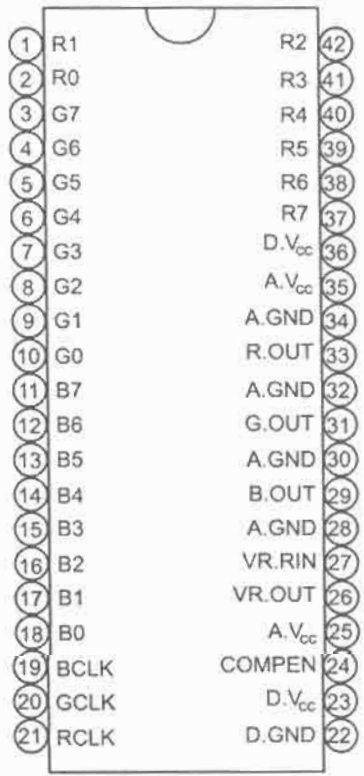 1 R1 R2 42
2 R0 R3 41
3 G7 R4 40
4 G6 R5 39
5 G5 R6 38
6 G4 R7 37
7 G3 D.Vcc 36
8 G2 A.Vcc 35
9 G1 A.GND 34
10 G0 R.OUT 33
11 B7 A.GND 32
12 B6 G.OUT 31
13 B5 A.GND 30
14 B4 B.OUT 29
15 B3 A.GND 28
16 B2 VR.RIN 27
17 B1 VR.OUT 26
18 B0 A.Vcc 25
19 BCLK COMPEN 24
20 GCLK D.Vcc 23
21 RCLK D.GND 22